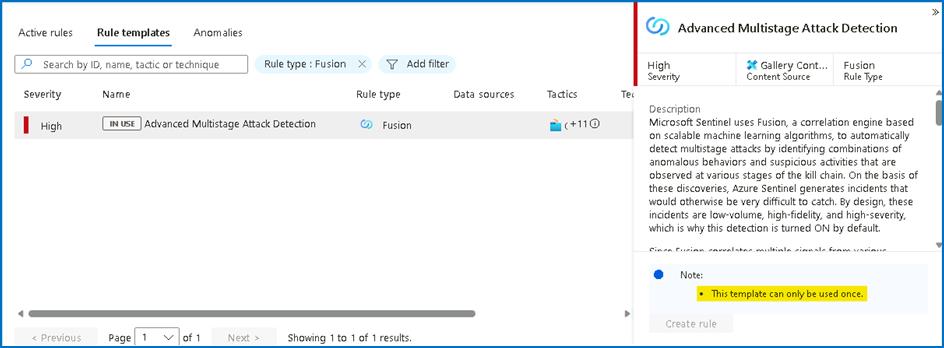 Active rules
Rule templates
Anomalies
Search by ID, name, tactic or technique
Rule type : Fusion
Add filter
Severity
Name
Rule type
Data sources
Tactics
Te
High
IN USE
Advanced Multistage Attack Detection
Fusion
( +11
< Previous
Page
1
of 1
Next >
Showing 1 to 1 of 1 results.
»
Advanced Multistage Attack Detection
High
Severity
Gallery Cont...
Content Source
Fusion
Rule Type
Description
Microsoft Sentinel uses Fusion, a correlation engine based
on scalable machine learning algorithms, to automatically
detect multistage attacks by identifying combinations of
anomalous behaviors and suspicious activities that are
observed at various stages of the kill chain. On the basis of
these discoveries, Azure Sentinel generates incidents that
would otherwise be very difficult to catch. By design, these
incidents are low-volume, high-fidelity, and high-severity,
which is why this detection is turned ON by default.
Since Fusion correlates multiple signals from various
Note:
• This template can only be used once.
Create rule